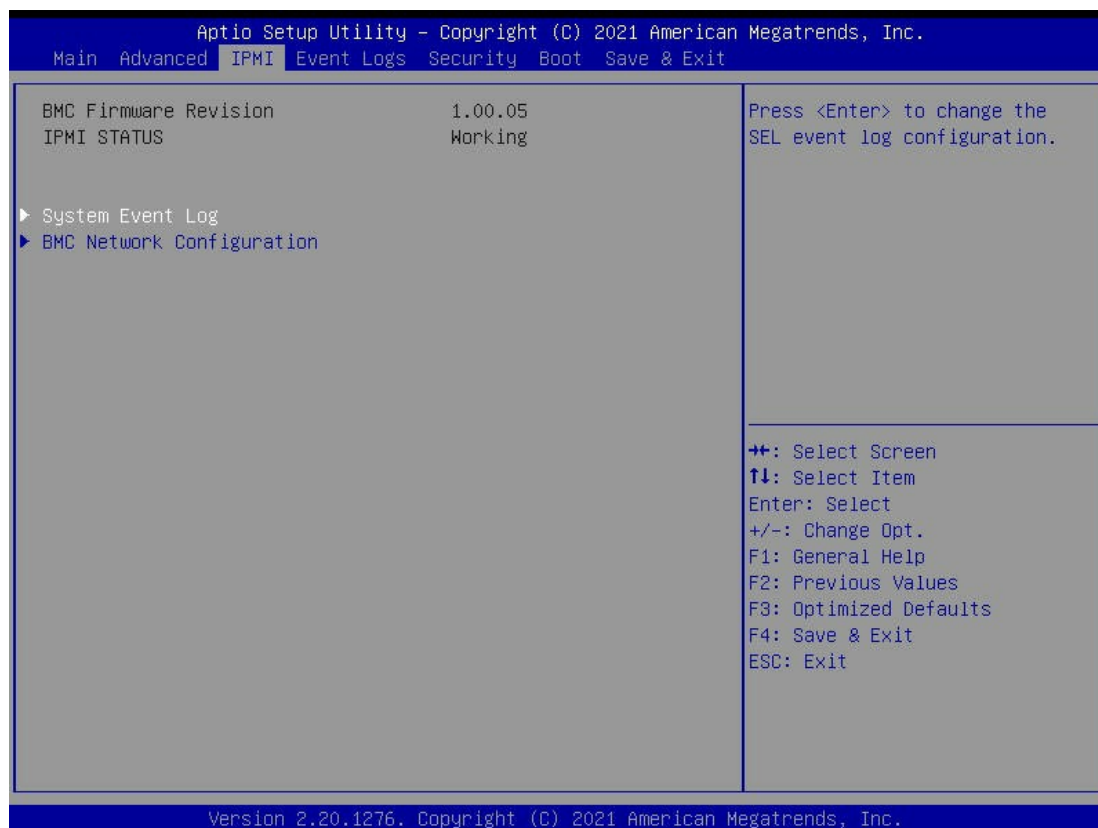 Aptio Setup Utility – Copyright (C) 2021 American Megatrends, Inc.
Main Advanced IPMI Event Logs Security Boot Save & Exit
BMC Firmware Revision 1.00.05
IPMI STATUS Working
▶ System Event Log
▶ BMC Network Configuration
Press <Enter> to change the
SEL event log configuration.
→←: Select Screen
↑↓: Select Item
Enter: Select
+/-: Change Opt.
F1: General Help
F2: Previous Values
F3: Optimized Defaults
F4: Save & Exit
ESC: Exit
Version 2.20.1276. Copyright (C) 2021 American Megatrends, Inc.